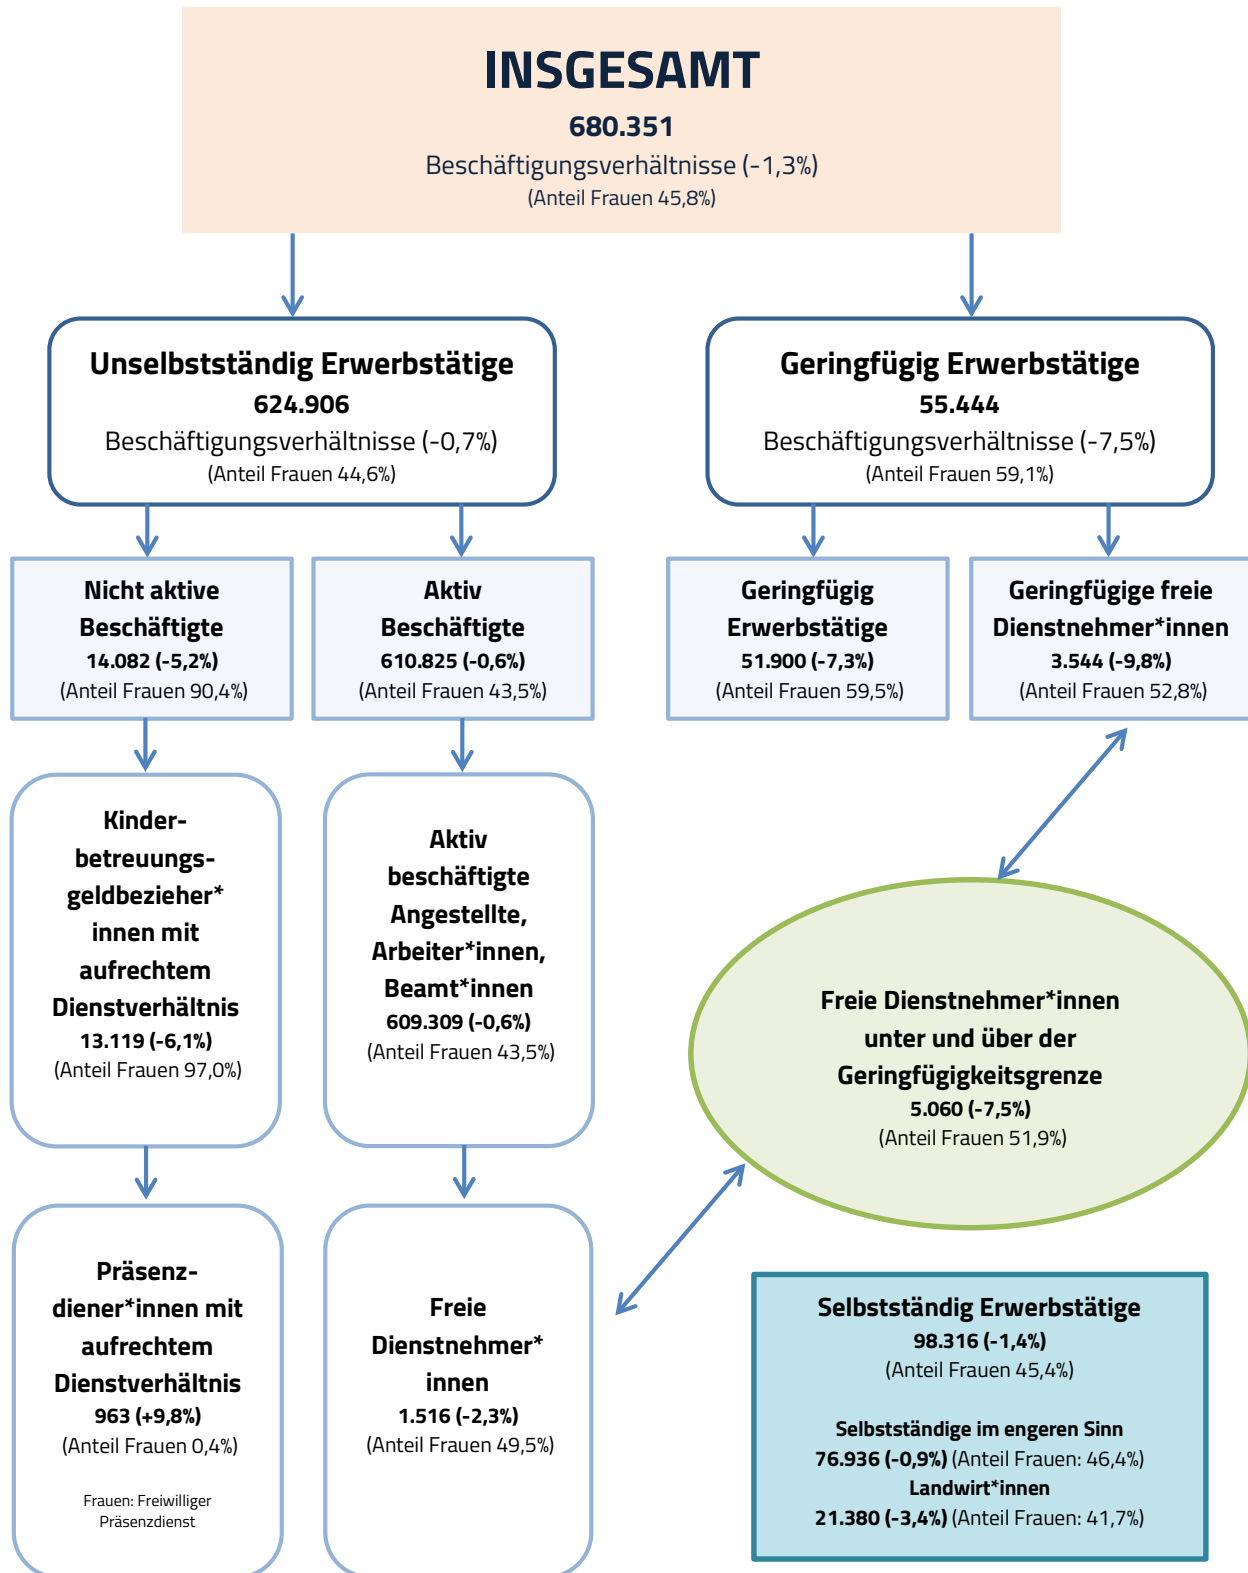 INSGESAMT
680.351
Beschäftigungsverhältnisse (-1,3%)
(Anteil Frauen 45,8%)
Unselbstständig Erwerbstätige
624.906
Beschäftigungsverhältnisse (-0,7%)
(Anteil Frauen 44,6%)
Geringfügig Erwerbstätige
55.444
Beschäftigungsverhältnisse (-7,5%)
(Anteil Frauen 59,1%)
Nicht aktive
Beschäftigte
14.082 (-5,2%)
(Anteil Frauen 90,4%)
Aktiv
Beschäftigte
610.825 (-0,6%)
(Anteil Frauen 43,5%)
Geringfügig
Erwerbstätige
51.900 (-7,3%)
(Anteil Frauen 59,5%)
Geringfügige freie
Dienstnehmer*innen
3.544 (-9,8%)
(Anteil Frauen 52,8%)
Kinder-
betreuungs-
geldbezieher*
innen mit
aufrechtem
Dienstverhältnis
13.119 (-6,1%)
(Anteil Frauen 97,0%)
Aktiv
beschäftigte
Angestellte,
Arbeiter*innen,
Beamt*innen
609.309 (-0,6%)
(Anteil Frauen 43,5%)
Freie Dienstnehmer*innen
unter und über der
Geringfügigkeitsgrenze
5.060 (-7,5%)
(Anteil Frauen 51,9%)
Präsenz-
diener*innen mit
aufrechtem
Dienstverhältnis
963 (+9,8%)
(Anteil Frauen 0,4%)
Frauen: Freiwilliger
Präsenzdienst
Freie
Dienstnehmer*
innen
1.516 (-2,3%)
(Anteil Frauen 49,5%)
Selbstständig Erwerbstätige
98.316 (-1,4%)
(Anteil Frauen 45,4%)
Selbstständige im engeren Sinn
76.936 (-0,9%) (Anteil Frauen: 46,4%)
Landwirt*innen
21.380 (-3,4%) (Anteil Frauen: 41,7%)